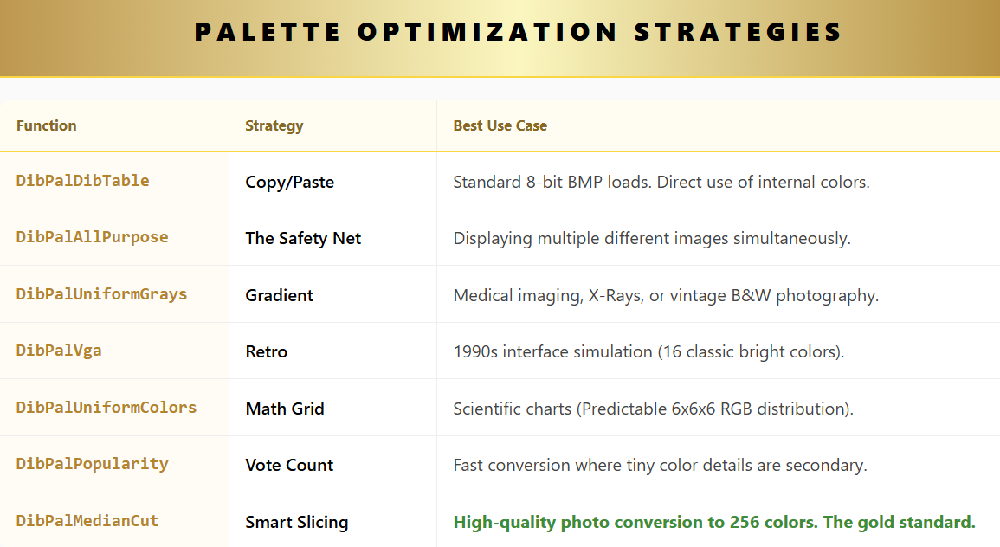 PALETTE OPTIMIZATION STRATEGIES
Function Strategy Best Use Case
DibPalDibTable Copy/Paste Standard 8-bit BMP loads. Direct use of internal colors.
DibPalAllPurpose The Safety Net Displaying multiple different images simultaneously.
DibPalUniformGrays Gradient Medical imaging, X-Rays, or vintage B&W photography.
DibPalVga Retro 1990s interface simulation (16 classic bright colors).
DibPalUniformColors Math Grid Scientific charts (Predictable 6x6x6 RGB distribution).
DibPalPopularity Vote Count Fast conversion where tiny color details are secondary.
DibPalMedianCut Smart Slicing High-quality photo conversion to 256 colors. The gold standard.